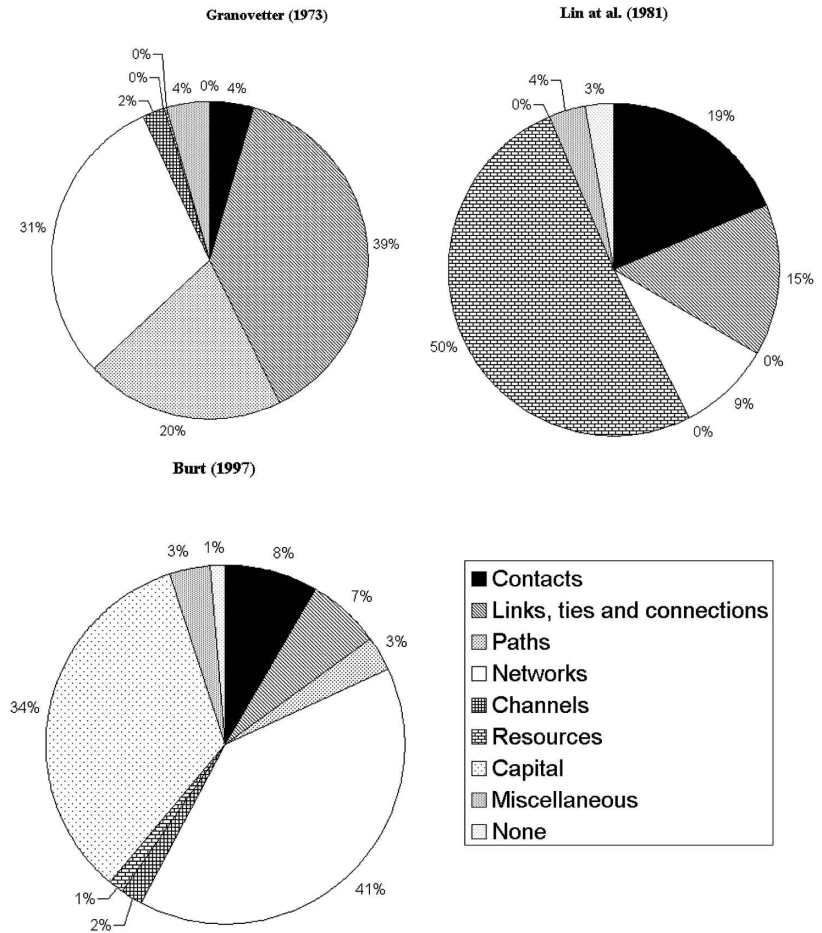 Granovetter (1973)
0%
0%
2%
4%
0%
4%
39%
20%
31%
Lin at al. (1981)
4%
0%
3%
19%
15%
0%
9%
0%
50%
Burt (1997)
3%
1%
8%
7%
3%
41%
2%
1%
34%
Contacts
Links, ties and connections
Paths
Networks
Channels
Resources
Capital
Miscellaneous
None